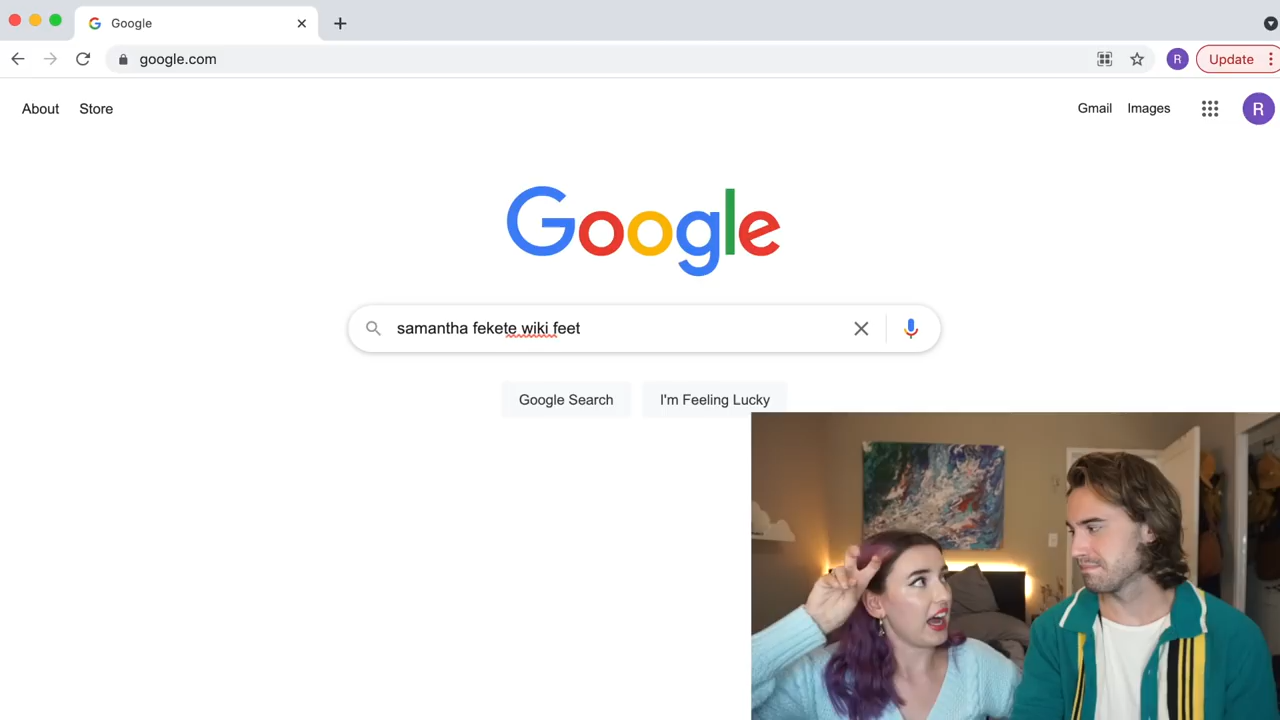 Google
google.com
R
Update
About
Store
Gmail
Images
R
Google
samantha fekete wiki feet
Google Search
I'm Feeling Lucky